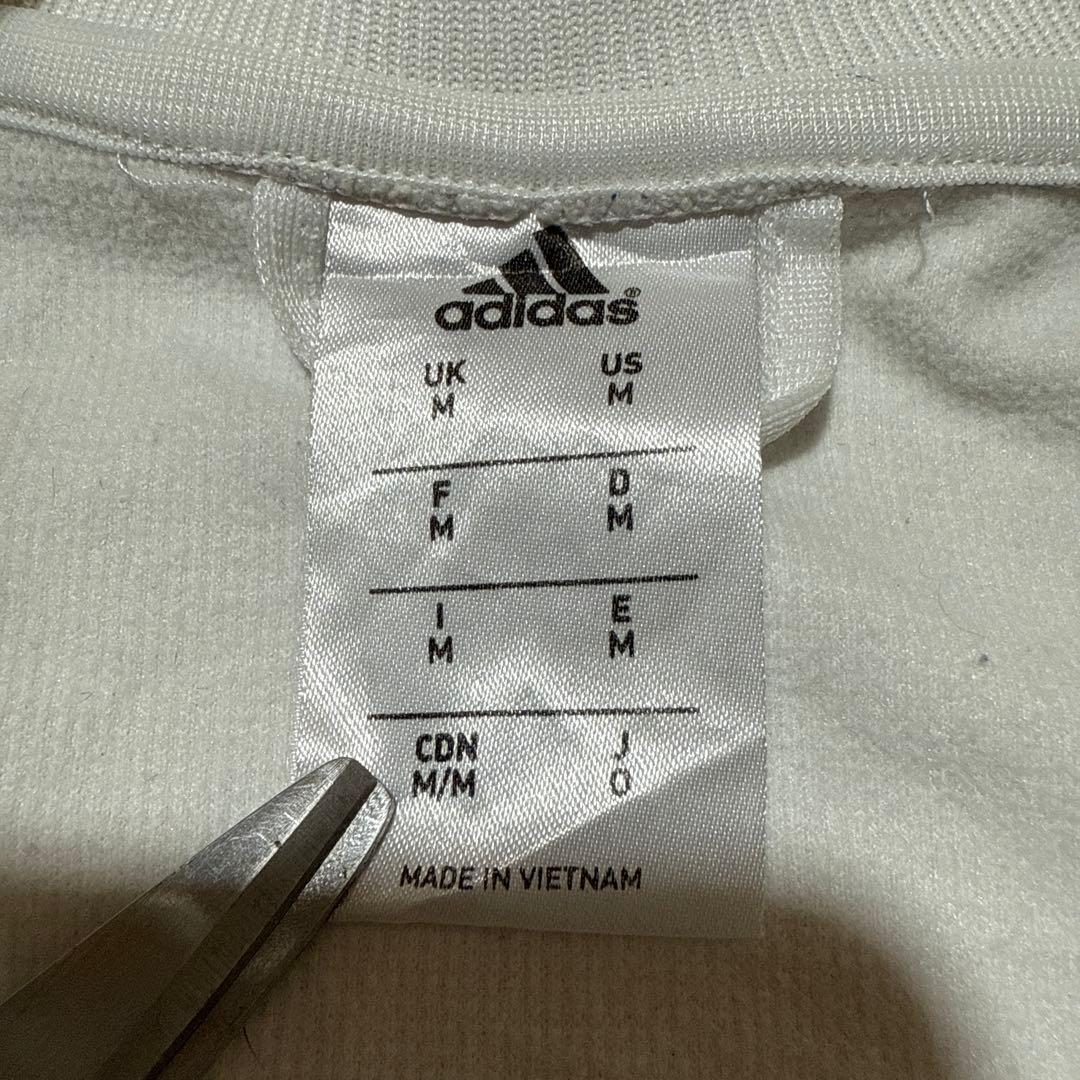 adidas®
UK US
M M
F D
M M
I E
M M
CDN J
M/M O
MADE IN VIETNAM